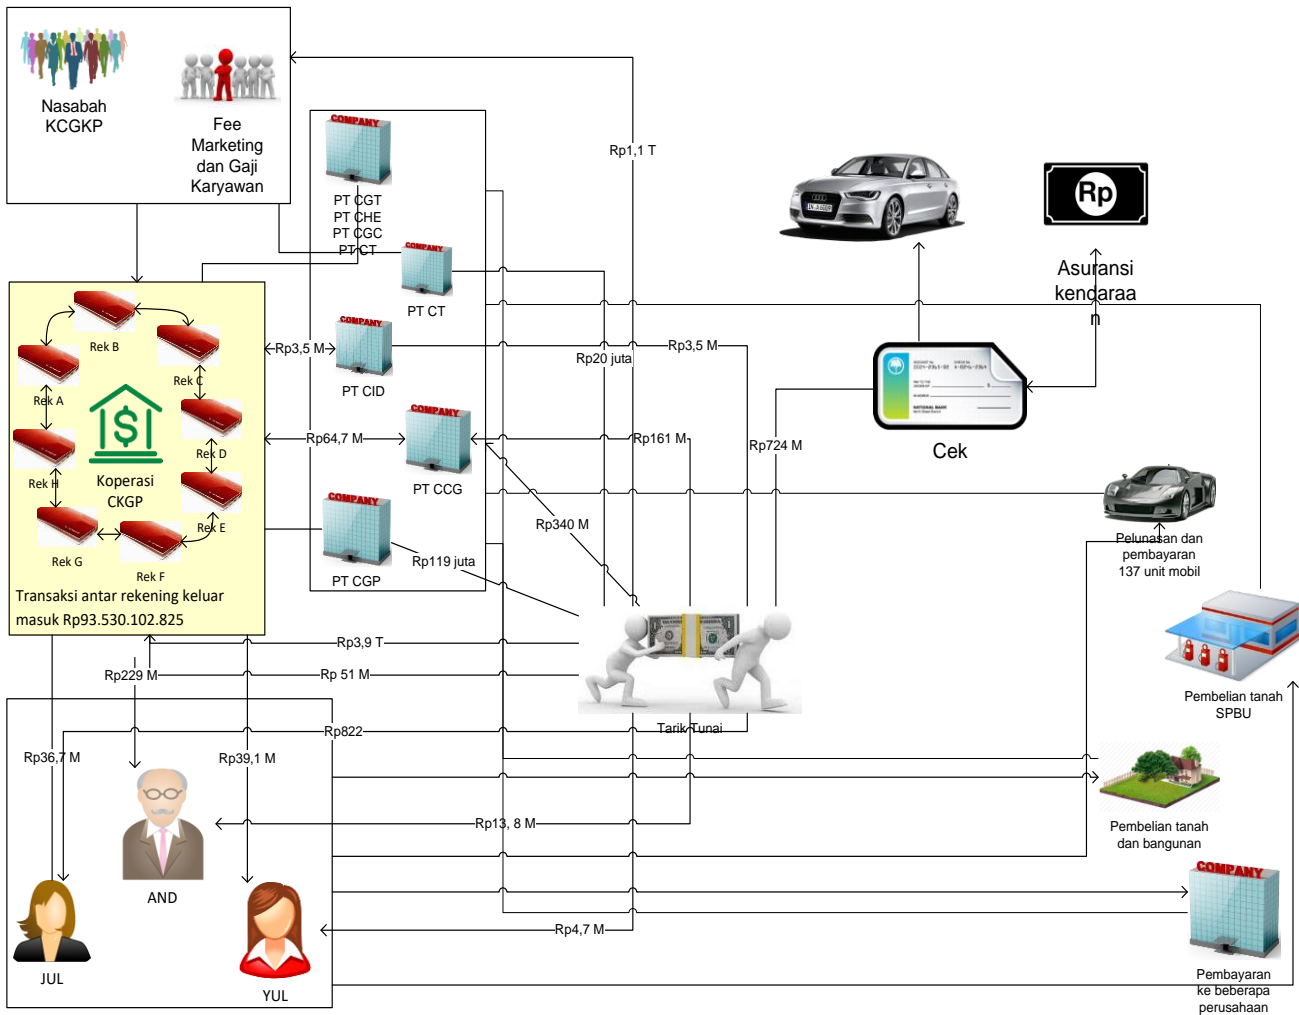 Nasabah
KCGKP
Fee
Marketing
dan Gaji
Karyawan
Rp1,1 T
COMPANY
PT CGT
PT CHE
PT CGC
PT CT
COMPANY
PT CT
COMPANY
PT CID
COMPANY
PT CCG
COMPANY
PT CGP
Rp
Asuransi
kendaraa
n
Cek
NATIONAL BANK
Rek B
Rek C
Rek A
Rek D
Rek H
Rek E
Rek G
Rek F
Koperasi
CKGP
Transaksi antar rekening keluar
masuk Rp93.530.102.825
Rp3,5 M
Rp20 juta
Rp3,5 M
Rp64,7 M
Rp161 M
Rp724 M
Rp340 M
Rp119 juta
Pelunasan dan
pembayaran
137 unit mobil
Rp3,9 T
Rp229 M
Rp 51 M
Tarik Tunai
Pembelian tanah
SPBU
Rp822
Rp36,7 M
Rp39,1 M
Rp13, 8 M
Pembelian tanah
dan bangunan
AND
JUL
YUL
Rp4,7 M
COMPANY
Pembayaran
ke beberapa
perusahaan